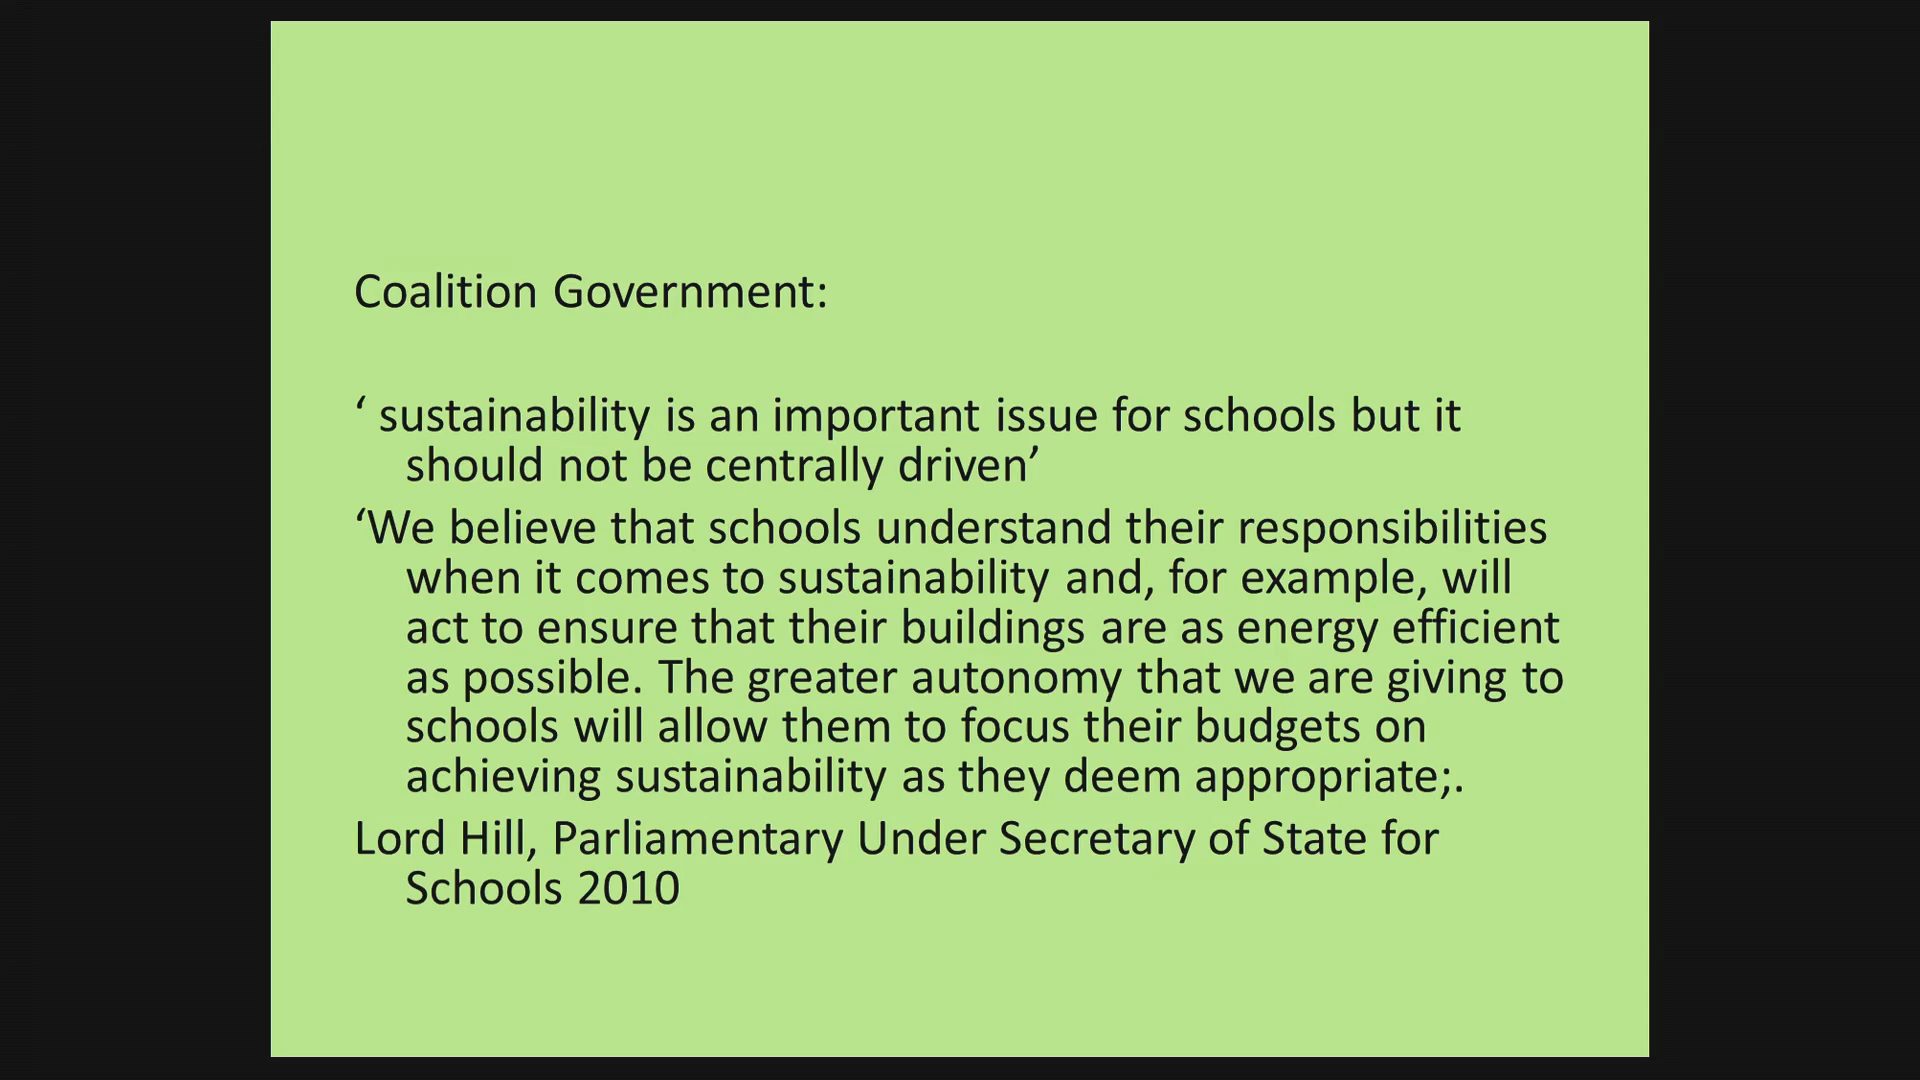 Coalition Government:
‘ sustainability is an important issue for schools but it
should not be centrally driven’
‘We believe that schools understand their responsibilities
when it comes to sustainability and, for example, will
act to ensure that their buildings are as energy efficient
as possible. The greater autonomy that we are giving to
schools will allow them to focus their budgets on
achieving sustainability as they deem appropriate;.
Lord Hill, Parliamentary Under Secretary of State for
Schools 2010